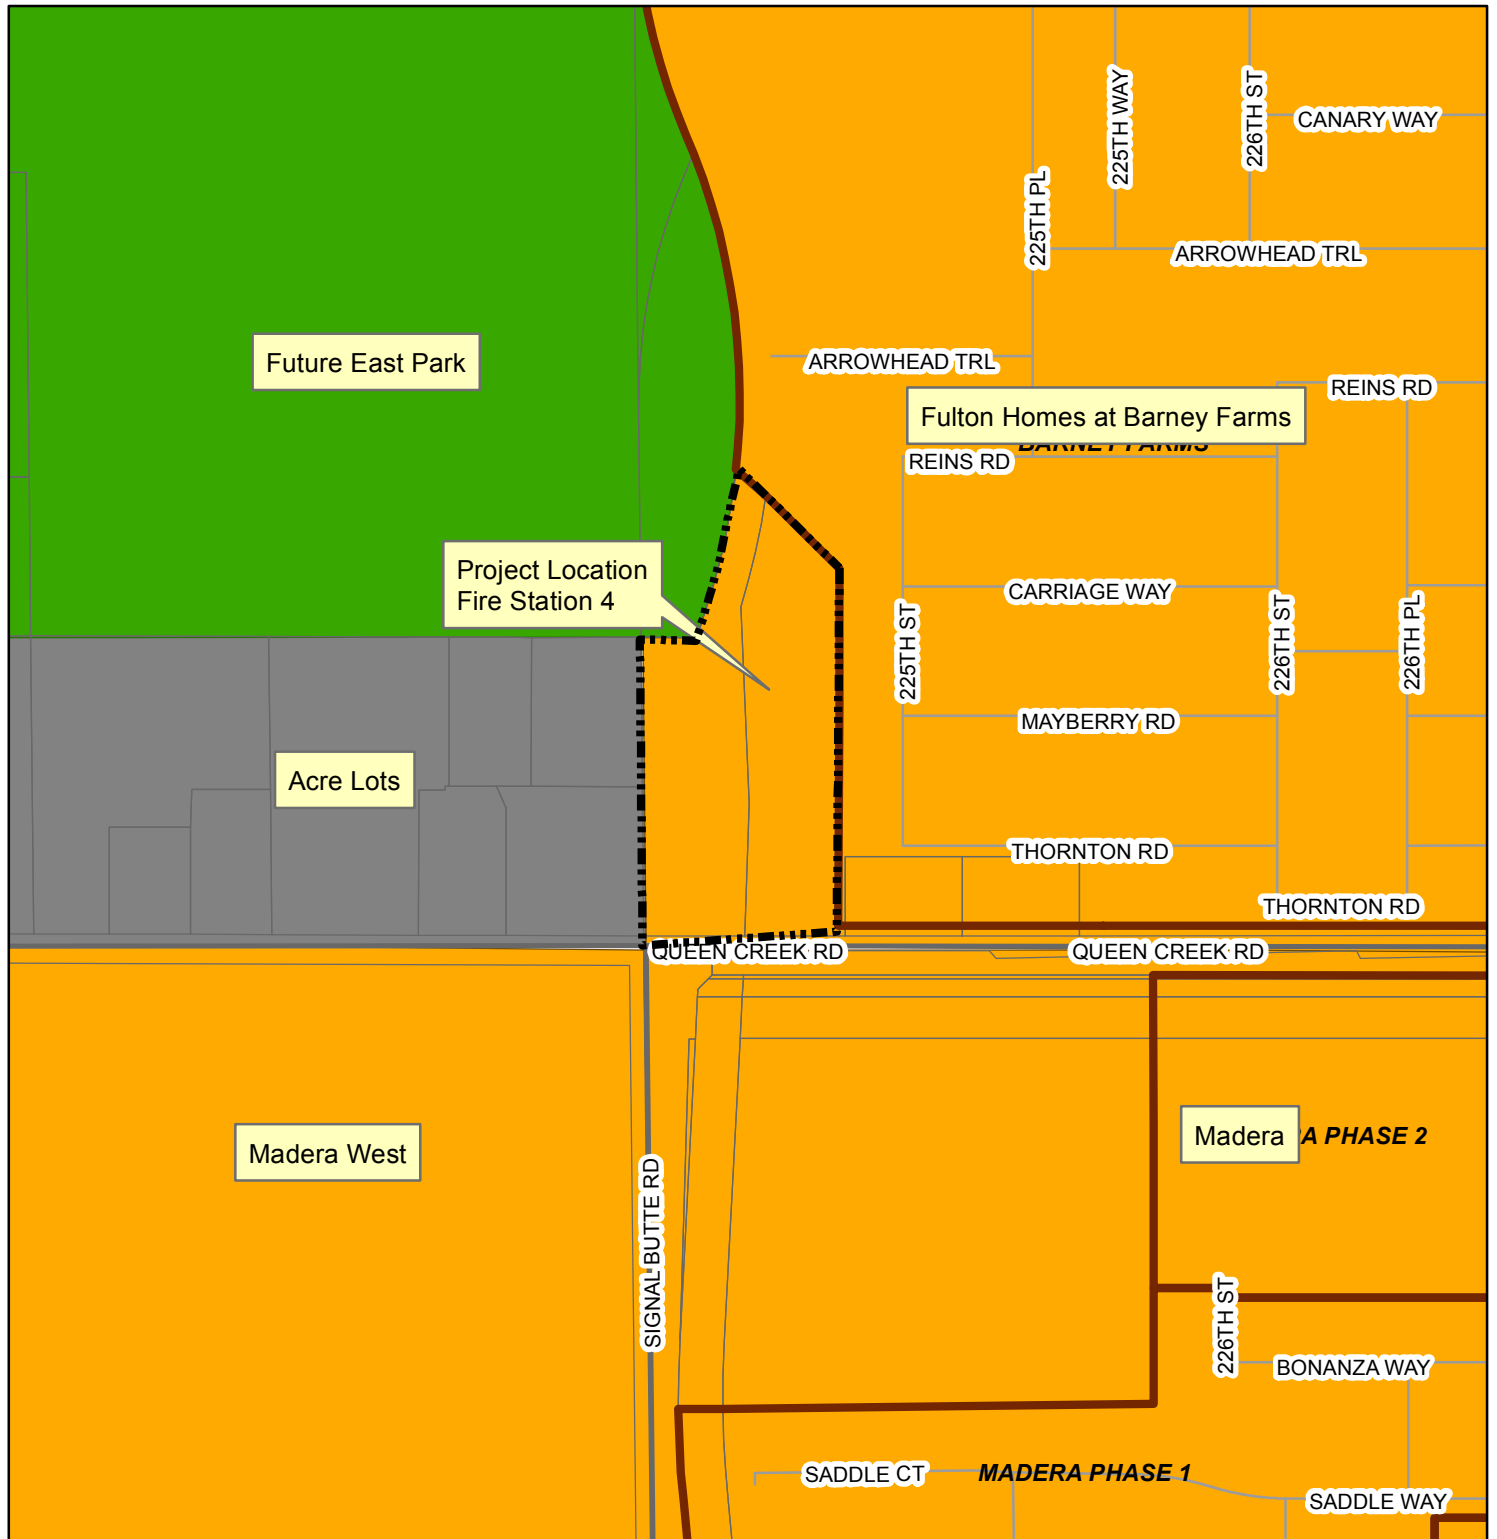 225TH WAY
226TH ST
CANARY WAY
225TH PL
ARROWHEAD TRL
Future East Park
ARROWHEAD TRL
REINS RD
Fulton Homes at Barney Farms
BARNEY FARMS
REINS RD
Project Location
Fire Station 4
CARRIAGE WAY
225TH ST
226TH ST
226TH PL
MAYBERRY RD
Acre Lots
THORNTON RD
THORNTON RD
QUEEN CREEK RD
QUEEN CREEK RD
Madera West
Madera
A PHASE 2
SIGNAL BUTTE RD
226TH ST
BONANZA WAY
SADDLE CT
MADERA PHASE 1
SADDLE WAY